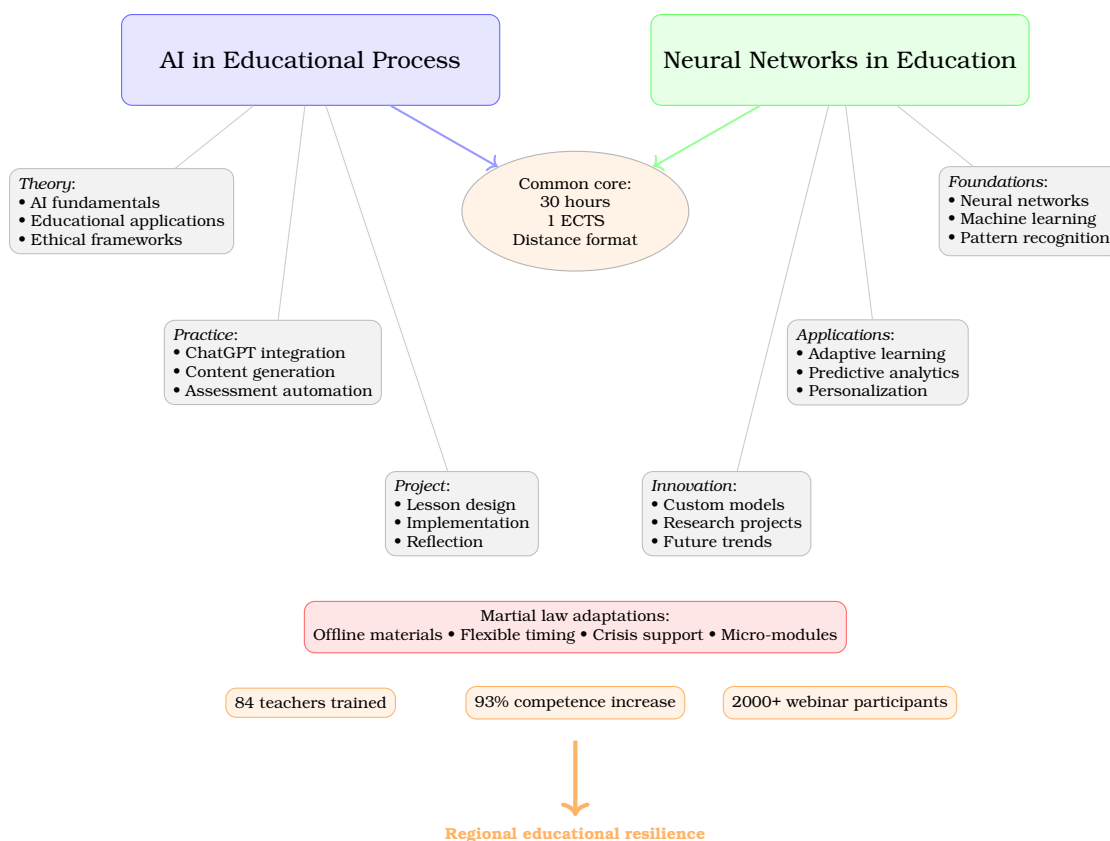 AI in Educational Process
Neural Networks in Education
Common core:
30 hours
1 ECTS
Distance format
Theory:
• AI fundamentals
• Educational applications
• Ethical frameworks
Foundations:
• Neural networks
• Machine learning
• Pattern recognition
Practice:
• ChatGPT integration
• Content generation
• Assessment automation
Applications:
• Adaptive learning
• Predictive analytics
• Personalization
Project:
• Lesson design
• Implementation
• Reflection
Innovation:
• Custom models
• Research projects
• Future trends
Martial law adaptations:
Offline materials • Flexible timing • Crisis support • Micro-modules
84 teachers trained
93% competence increase
2000+ webinar participants
Regional educational resilience